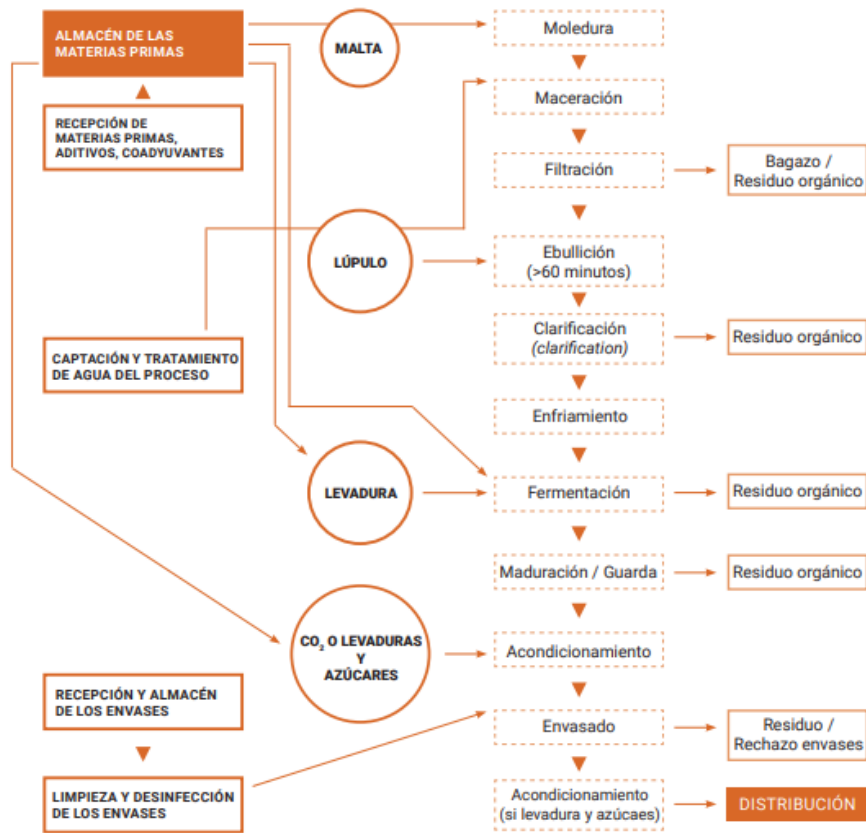 ALMACÉN DE LAS
MATERIAS PRIMAS
MALTA
Moledura
RECEPCIÓN DE
MATERIAS PRIMAS,
ADITIVOS, COADYUVANTES
Maceración
Filtración
Bagazo /
Residuo orgánico
LÚPULO
Ebullición
(>60 minutos)
CAPTACIÓN Y TRATAMIENTO
DE AGUA DEL PROCESO
Clarificación
(clarification)
Residuo orgánico
Enfriamiento
LEVADURA
Fermentación
Residuo orgánico
Maduración / Guarda
Residuo orgánico
CO₂ O LEVADURAS
Y
AZÚCARES
Acondicionamiento
RECEPCIÓN Y ALMACÉN
DE LOS ENVASES
Envasado
Residuo /
Rechazo envases
LIMPIEZA Y DESINFECCIÓN
DE LOS ENVASES
Acondicionamiento
(si levadura y azúcaes)
DISTRIBUCIÓN